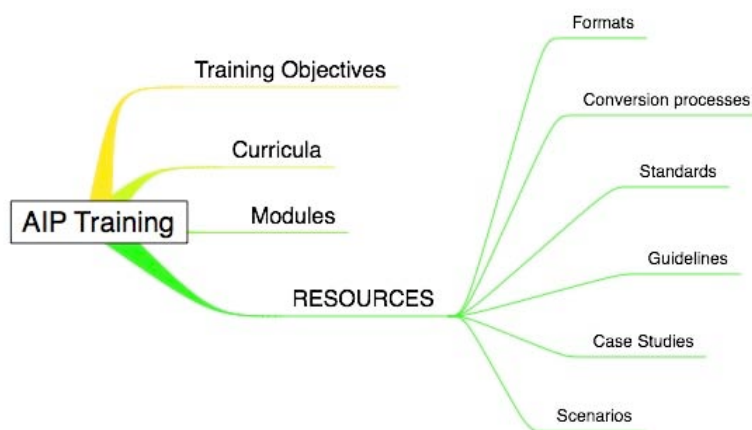 AIP Training
Training Objectives
Curricula
Modules
RESOURCES
Formats
Conversion processes
Standards
Guidelines
Case Studies
Scenarios